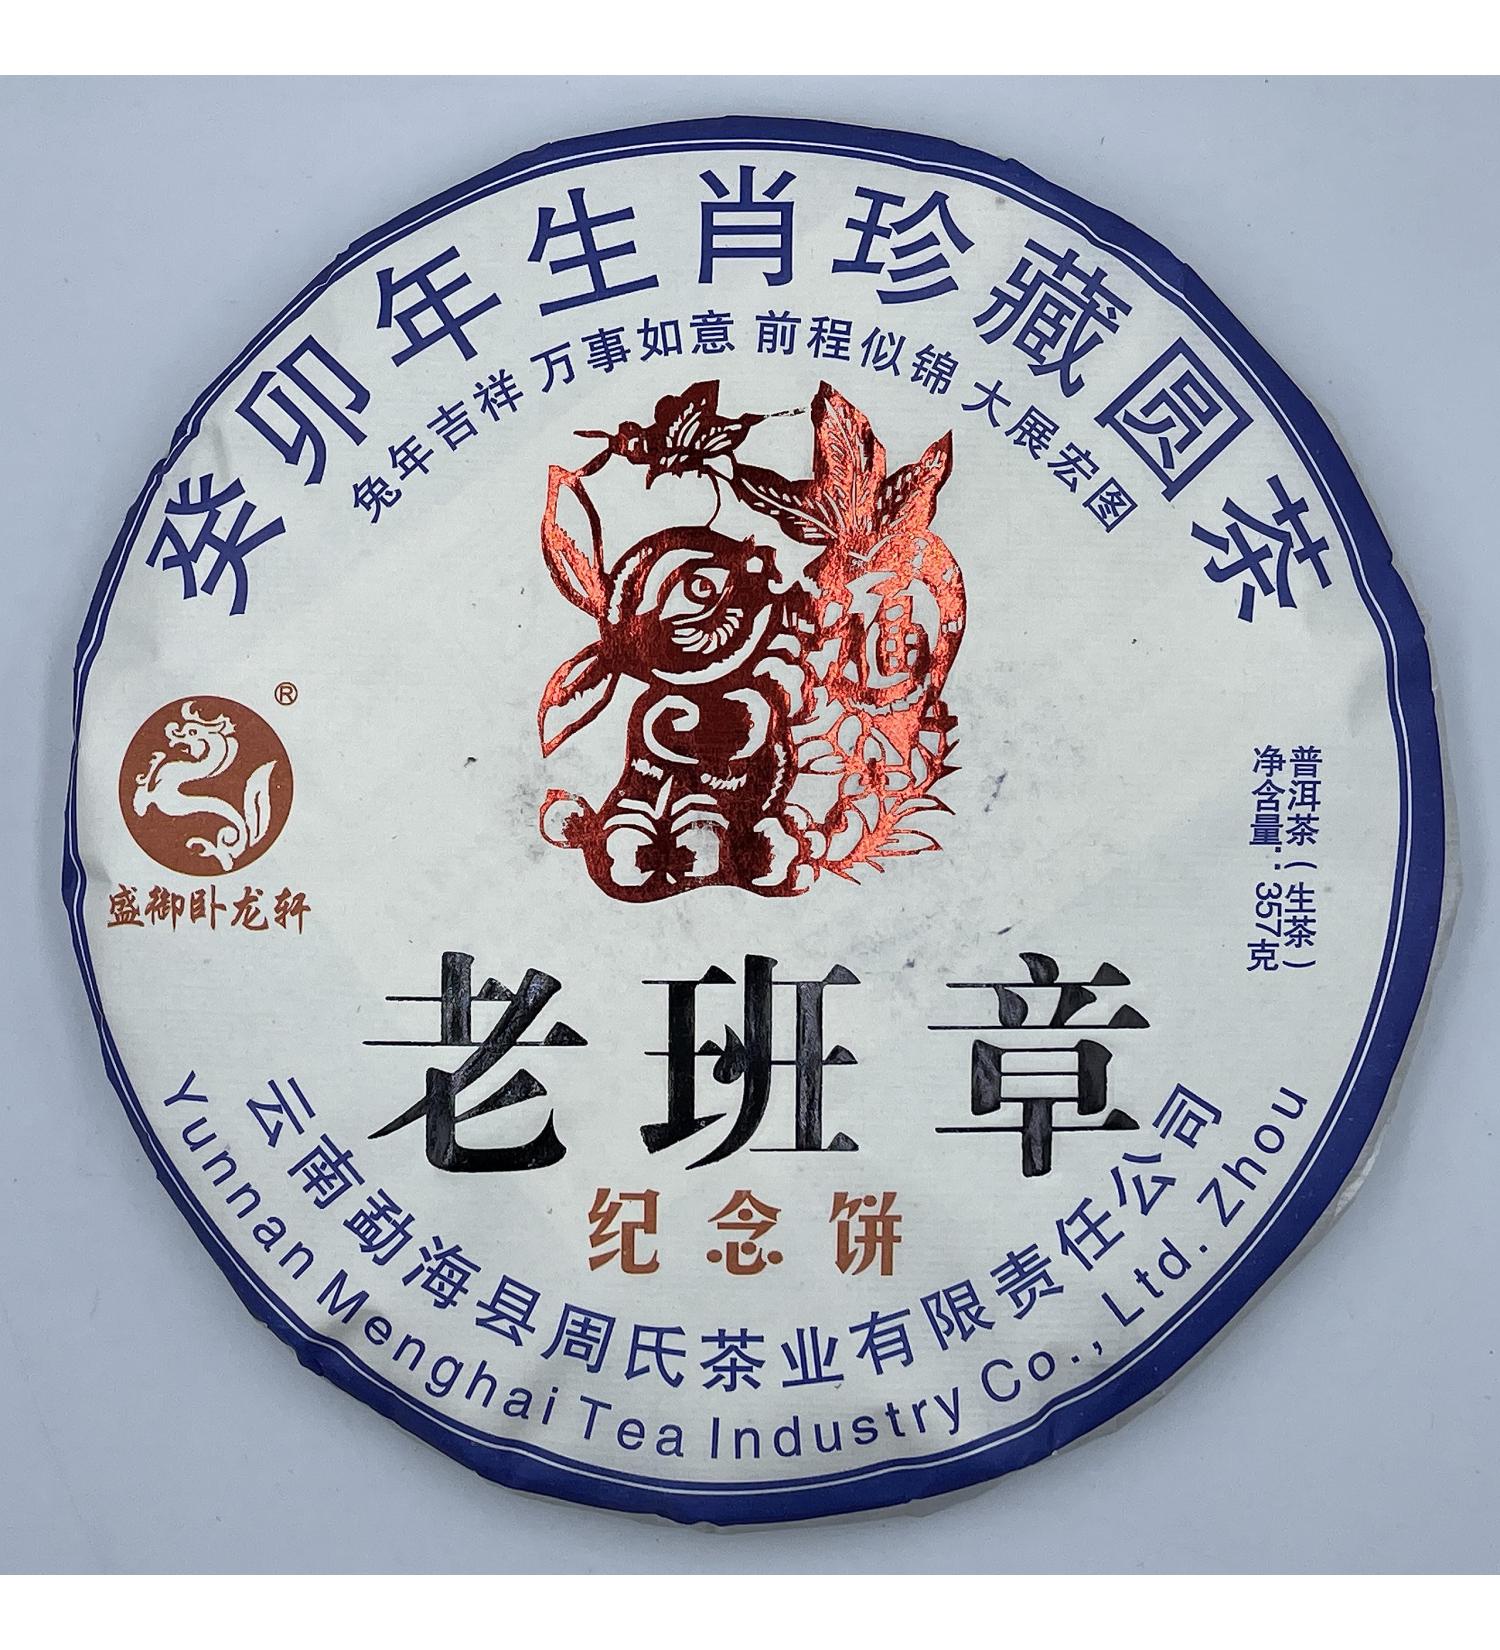 癸卯年生肖珍藏圆茶
兔年吉祥 万事如意 前程似锦 大展宏图
福
®
盛御卧龙轩
普洱茶(生茶)
净含量:357克
老班章
纪念饼
云南勐海县周氏茶业有限责任公司
Yunnan Menghai Tea Industry Co., Ltd. Zhou